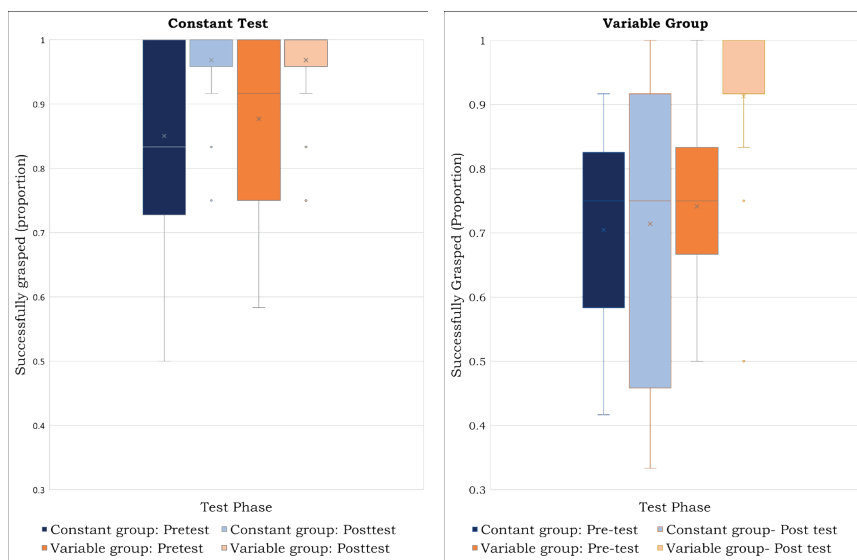 Constant Test
Successfully grasped (proportion)
1
0.9
0.8
0.7
0.6
0.5
0.4
0.3
Test Phase
Constant group: Pretest
Constant group: Posttest
Variable group: Pretest
Variable group: Posttest
Variable Group
Successfully Grasped (Proportion)
1
0.9
0.8
0.7
0.6
0.5
0.4
0.3
Test Phase
Contant group: Pre-test
Constant group- Post test
Variable group: Pre-test
Variable group- Post test